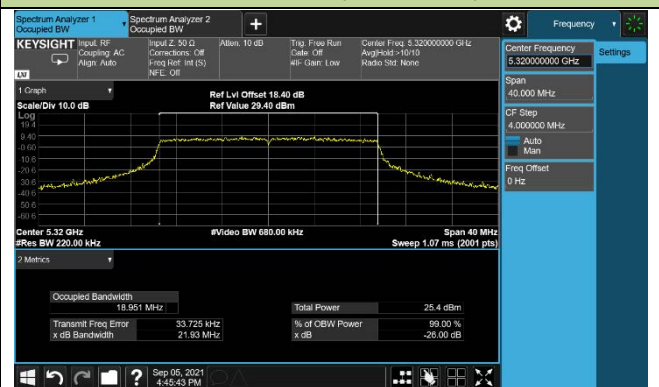 Spectrum Analyzer 1
Occupied BW
Spectrum Analyzer 2
Occupied BW
+
Frequency
KEYSIGHT
Input: RF
Coupling: AC
Align: Auto
Input Z: 50 Ω
Corrections: Off
Freq Ref: Int (S)
NFE: Off
Atten: 10 dB
Trig: Free Run
Gate: Off
#IF Gain: Low
Center Freq: 5.320000000 GHz
Avg|Hold:>10/10
Radio Std: None
LXI
Center Frequency
5.320000000 GHz
Settings
Span
40.000 MHz
CF Step
4.000000 MHz
Auto
Man
Freq Offset
0 Hz
1 Graph
Scale/Div 10.0 dB
Ref Lvl Offset 18.40 dB
Ref Value 29.40 dBm
Log
19.4
9.40
-0.60
-10.6
-20.6
-30.6
-40.6
-50.6
-60.6
Center 5.32 GHz
#Res BW 220.00 kHz
#Video BW 680.00 kHz
Span 40 MHz
Sweep 1.07 ms (2001 pts)
2 Metrics
Occupied Bandwidth
18.951 MHz
Total Power 25.4 dBm
Transmit Freq Error 33.725 kHz
% of OBW Power 99.00 %
x dB Bandwidth 21.93 MHz
x dB -26.00 dB
?
Sep 05, 2021
4:45:43 PM